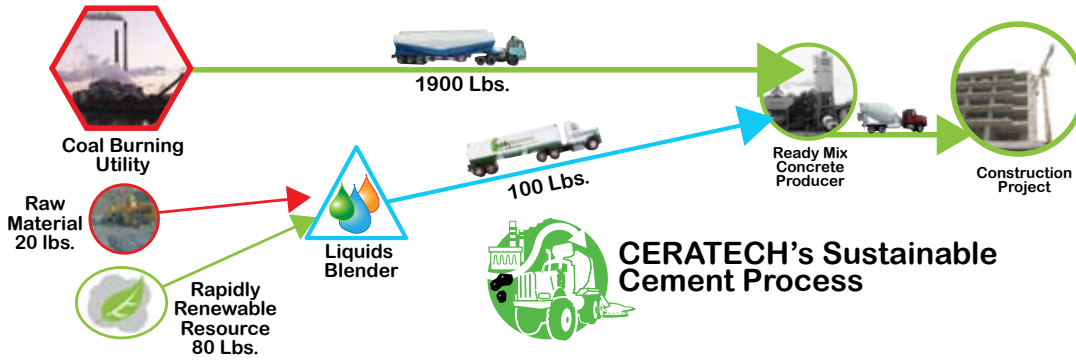 1900 Lbs.
Coal Burning
Utility
100 Lbs.
Ready Mix
Concrete
Producer
Construction
Project
Raw
Material
20 lbs.
Liquids
Blender
Rapidly
Renewable
Resource
80 Lbs.
CERATECH's Sustainable
Cement Process